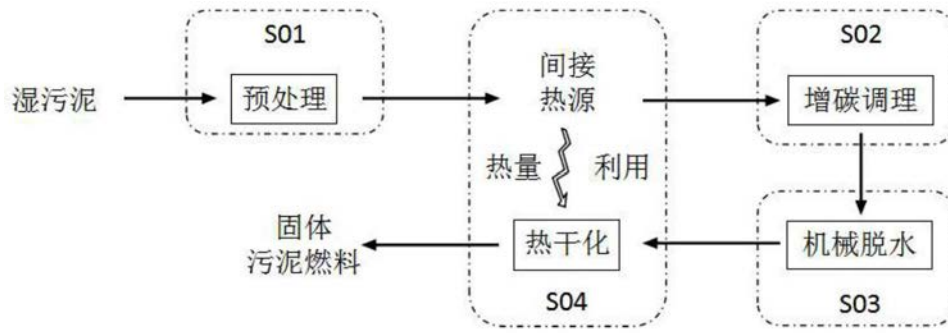 S01
S02
间接
热源
湿污泥
预处理
增碳调理
热量
利用
固体
污泥燃料
热干化
机械脱水
S04
S03